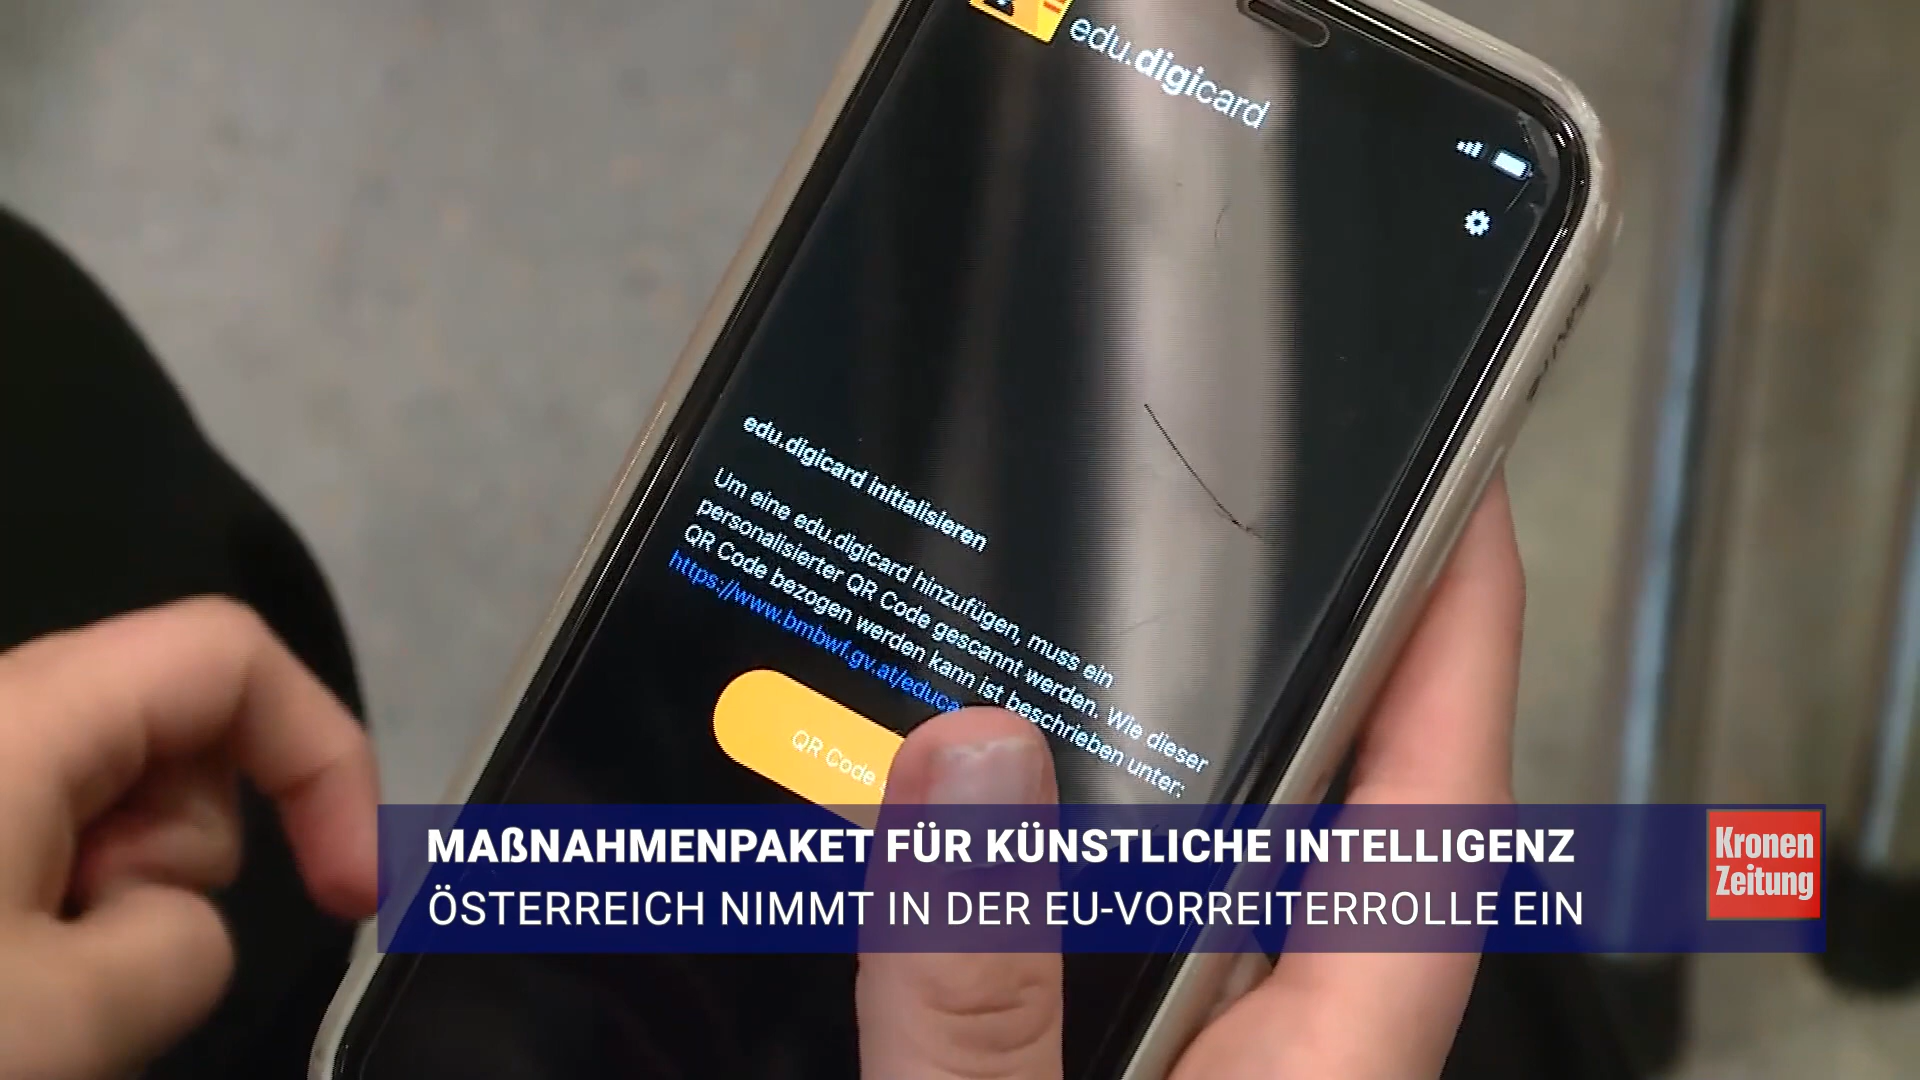 edu.digicard
edu.digicard initialisieren
Um eine edu.digicard hinzufügen, muss ein
personalisierter QR Code gescannt werden. Wie dieser
QR Code bezogen werden kann ist beschrieben unter:
https://www.bmbwf.gv.at/educa
QR Code
MAẞNAHMENPAKET FÜR KÜNSTLICHE INTELLIGENZ
ÖSTERREICH NIMMT IN DER EU-VORREITERROLLE EIN
Kronen
Zeitung